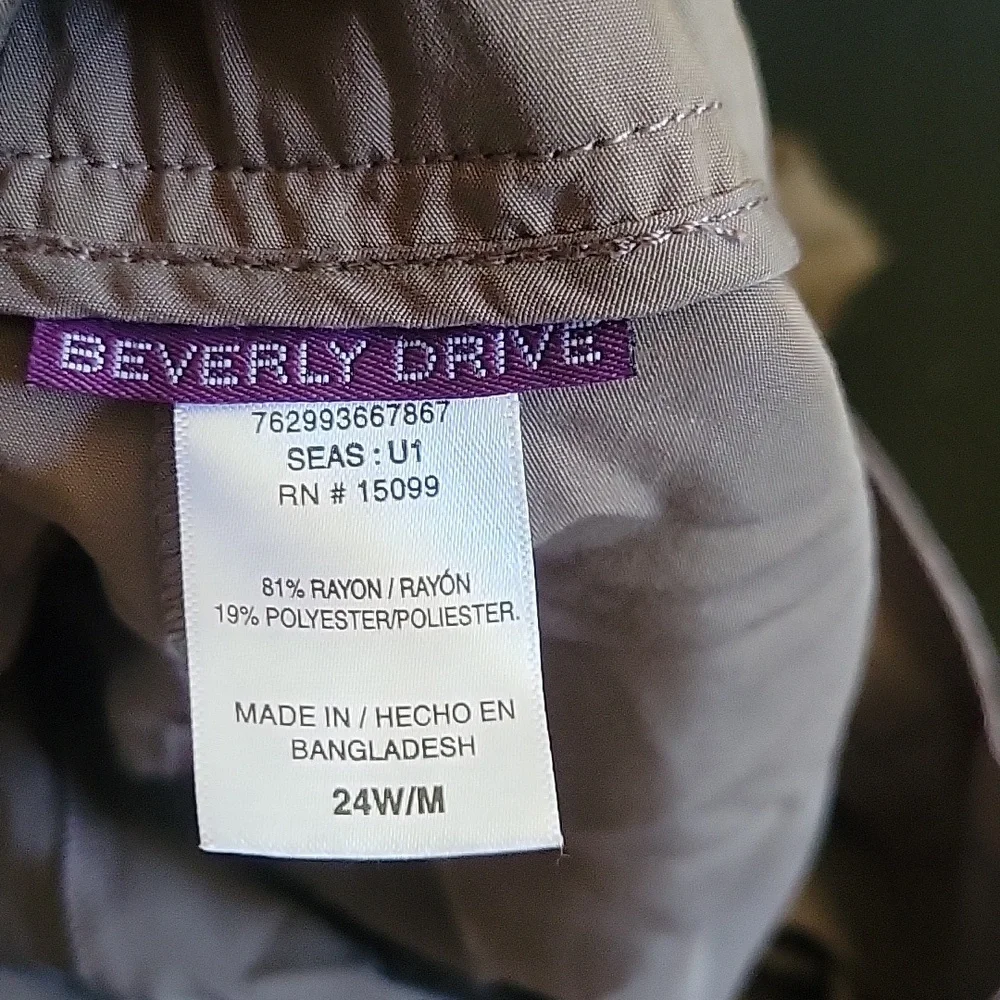 BEVERLY DRIVE
762993667867
SEAS : U1
RN # 15099
81% RAYON / RAYÓN
19% POLYESTER/POLIESTER.
MADE IN / HECHO EN
BANGLADESH
24W/M